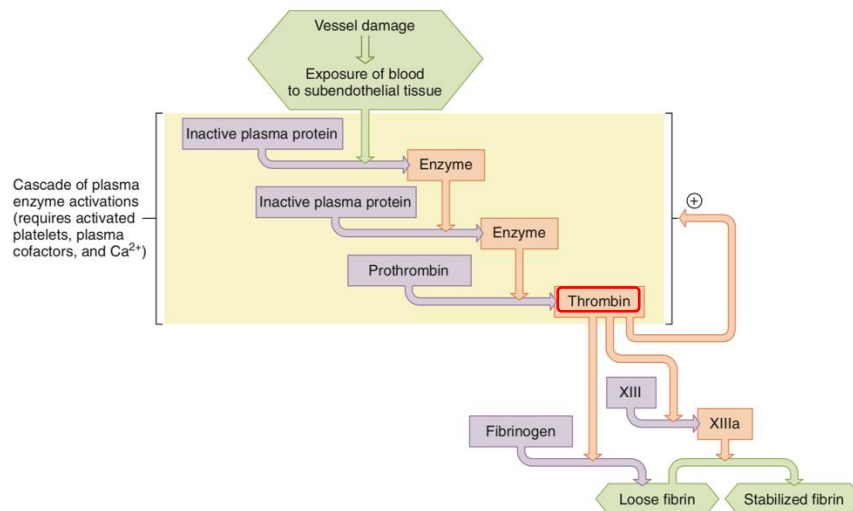 Vessel damage
Exposure of blood
to subendothelial tissue
Inactive plasma protein
Enzyme
Cascade of plasma
enzyme activations
(requires activated
platelets, plasma
cofactors, and Ca²⁺)
Inactive plasma protein
Enzyme
+
Prothrombin
Thrombin
XIII
XIIIa
Fibrinogen
Loose fibrin
Stabilized fibrin